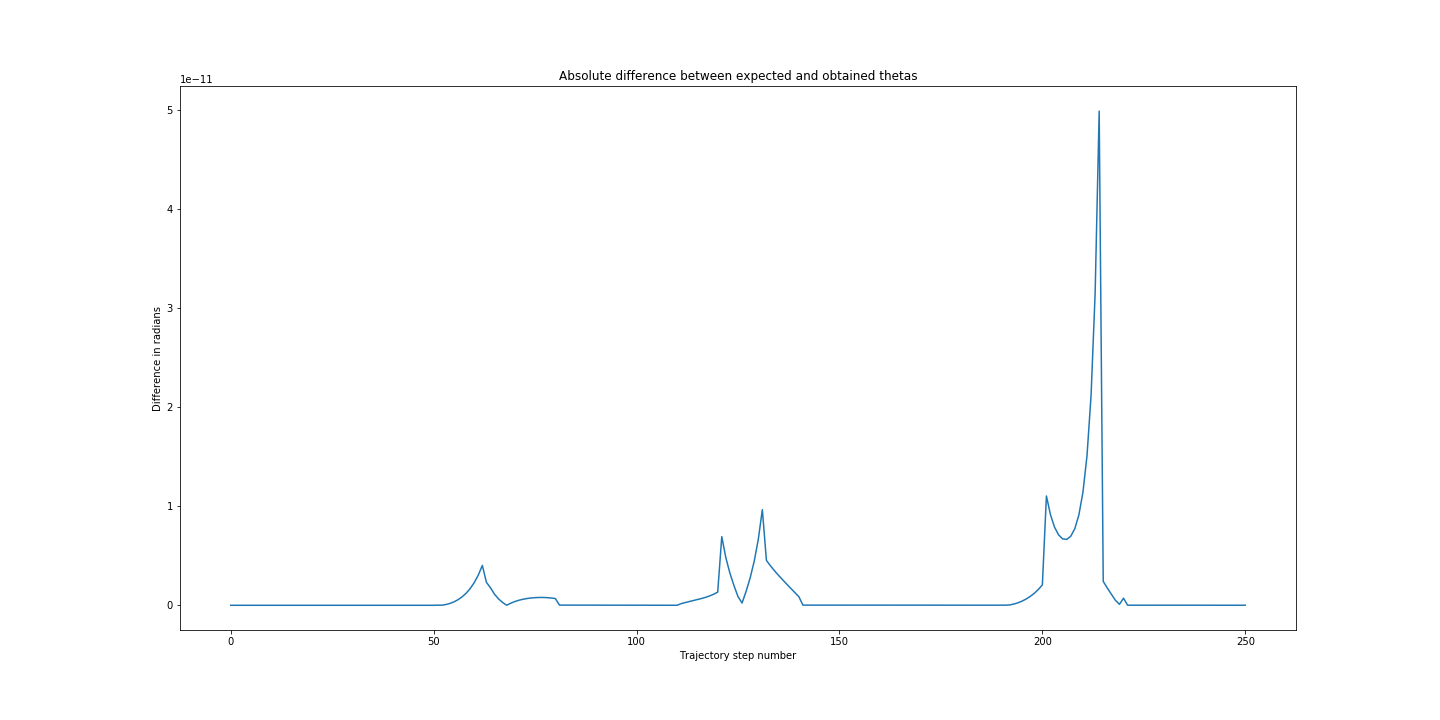 Absolute difference between expected and obtained thetas
1e−11
5
4
3
2
1
0
Difference in radians
0 50 100 150 200 250
Trajectory step number